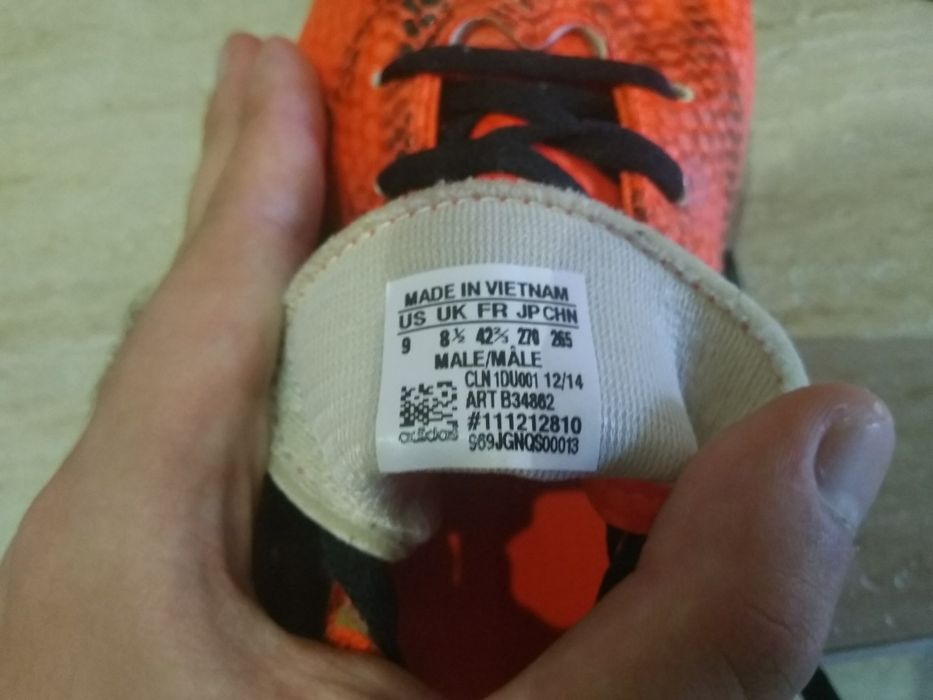 MADE IN VIETNAM
US UK FR JP CHN
9 8½ 42⅔ 270 265
MALE/MÂLE
CLN 1DU001 12/14
ART B34862
#111212810
adidas 969JGNQS00013